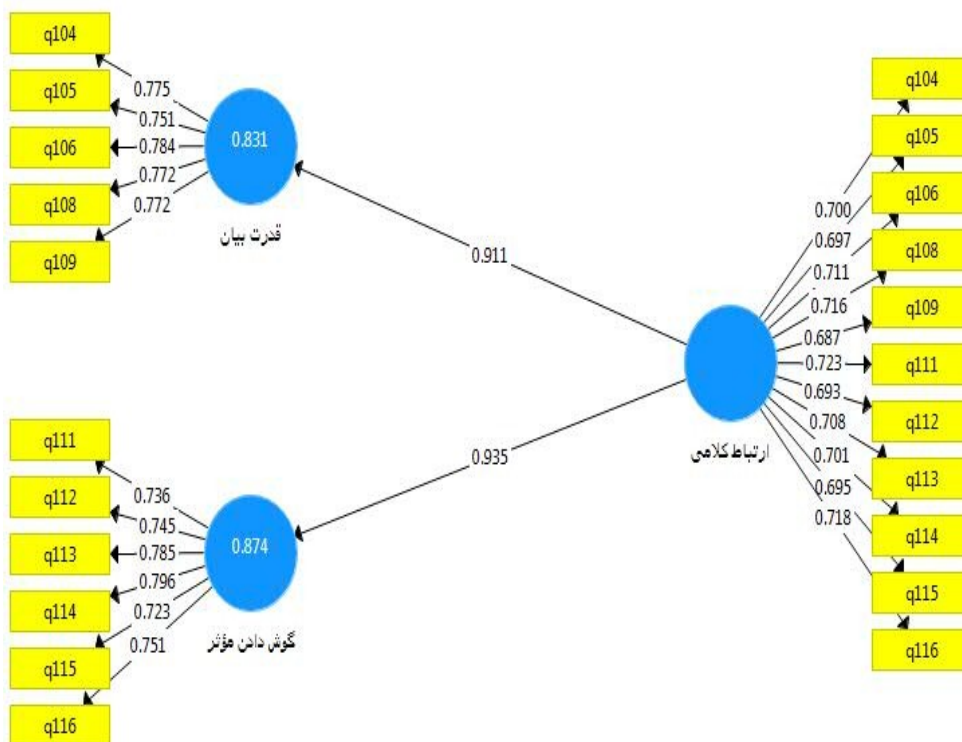 q104
q105
q106
q108
q109
0.775
0.751
0.784
0.772
0.772
0.831
قدرت بیان
0.911
q111
q112
q113
q114
q115
q116
0.736
0.745
0.785
0.796
0.723
0.751
0.874
گوش دادن مؤثر
0.935
ارتباط کلامی
0.700
0.697
0.711
0.716
0.687
0.723
0.693
0.708
0.701
0.695
0.718
q104
q105
q106
q108
q109
q111
q112
q113
q114
q115
q116